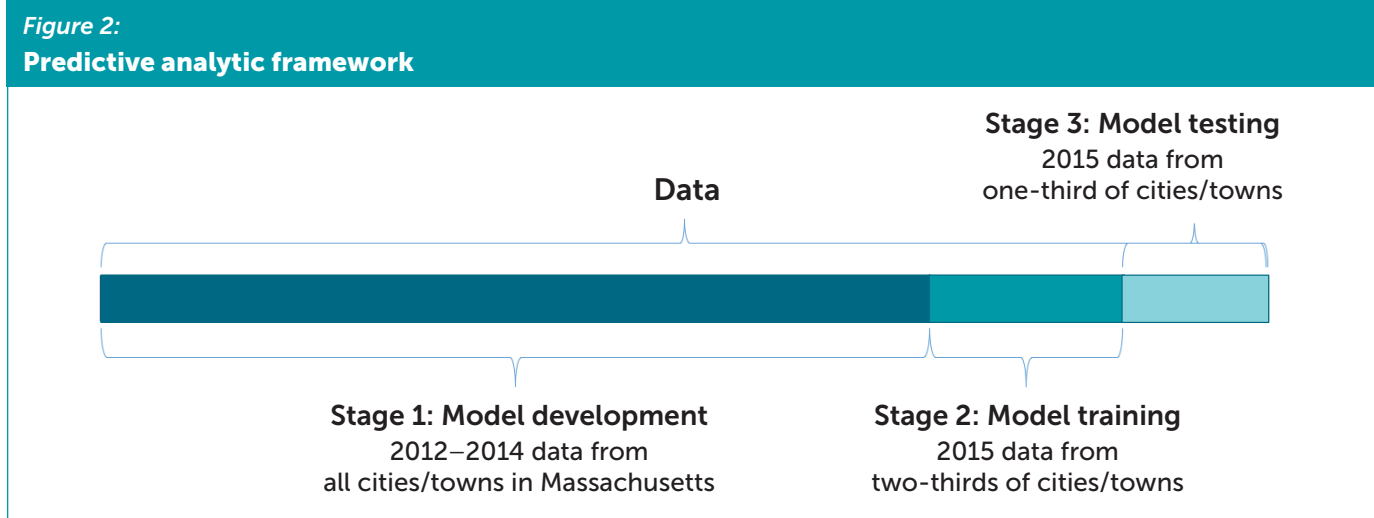 Figure 2:
Predictive analytic framework
Stage 3: Model testing
2015 data from
one-third of cities/towns
Data
Stage 1: Model development
2012–2014 data from
all cities/towns in Massachusetts
Stage 2: Model training
2015 data from
two-thirds of cities/towns